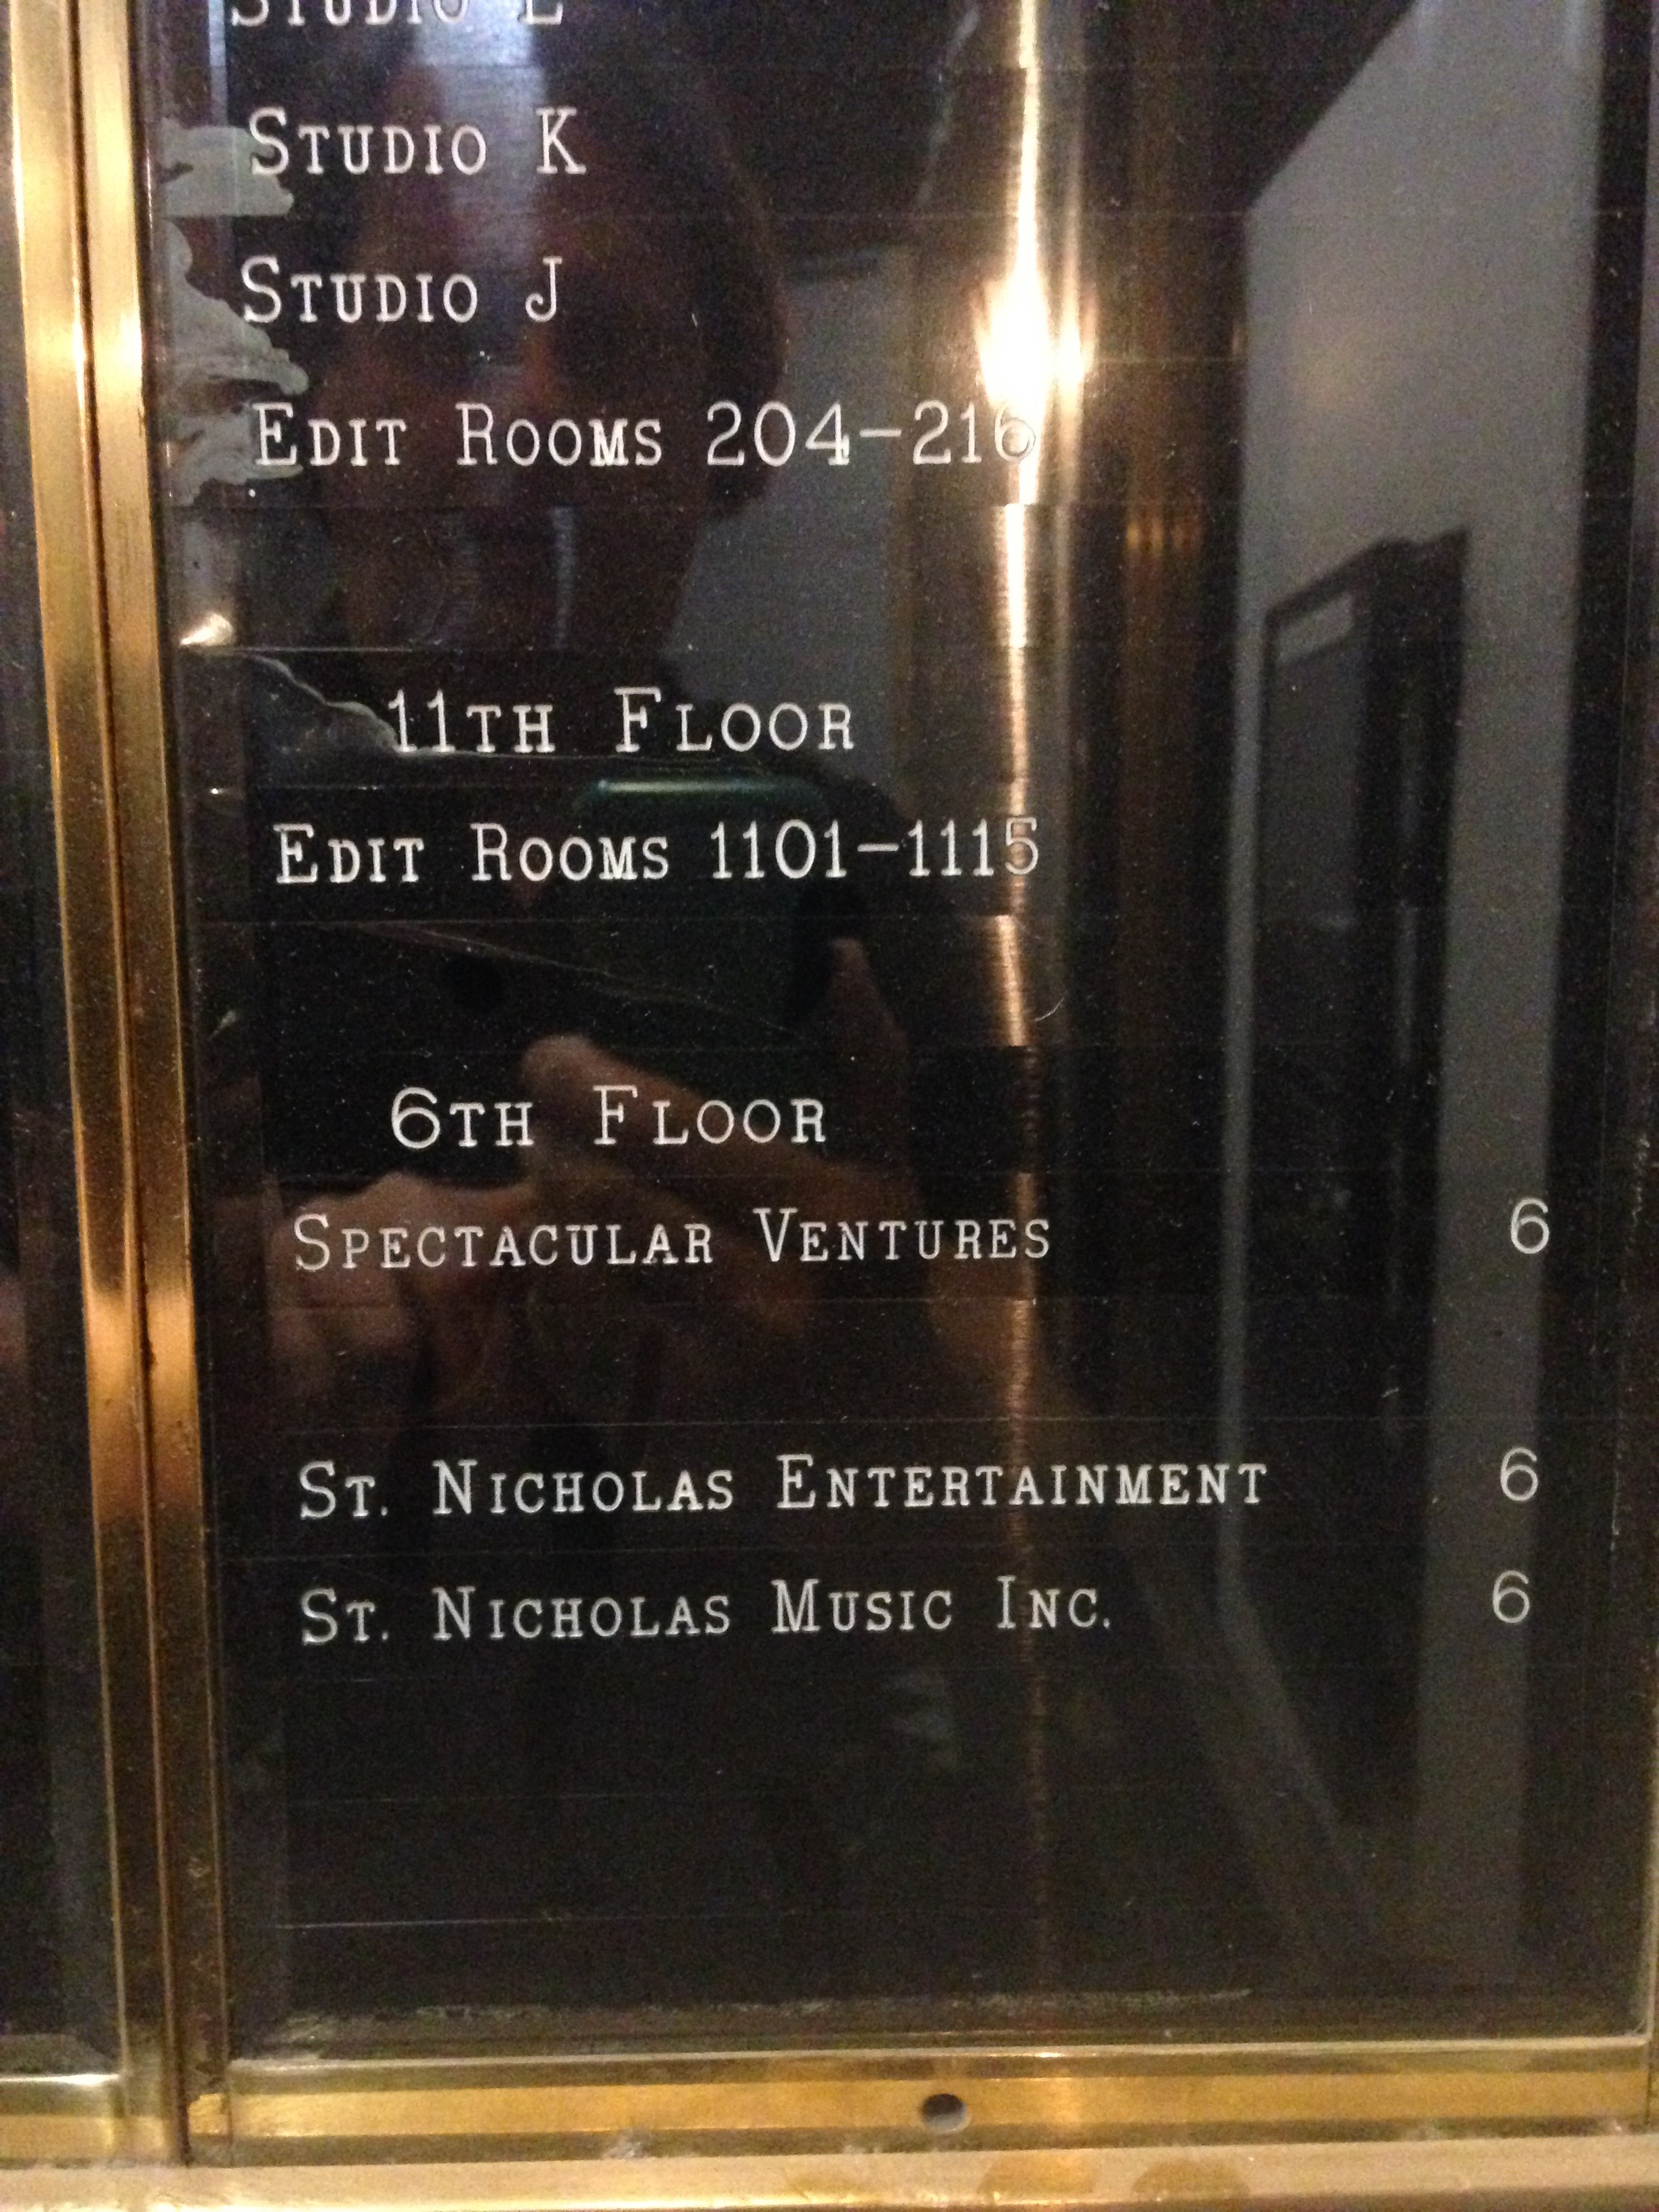 STUDIO L
STUDIO K
STUDIO J
EDIT ROOMS 204-216
11TH FLOOR
EDIT ROOMS 1101-1115
6TH FLOOR
SPECTACULAR VENTURES 6
ST. NICHOLAS ENTERTAINMENT 6
ST. NICHOLAS MUSIC INC. 6